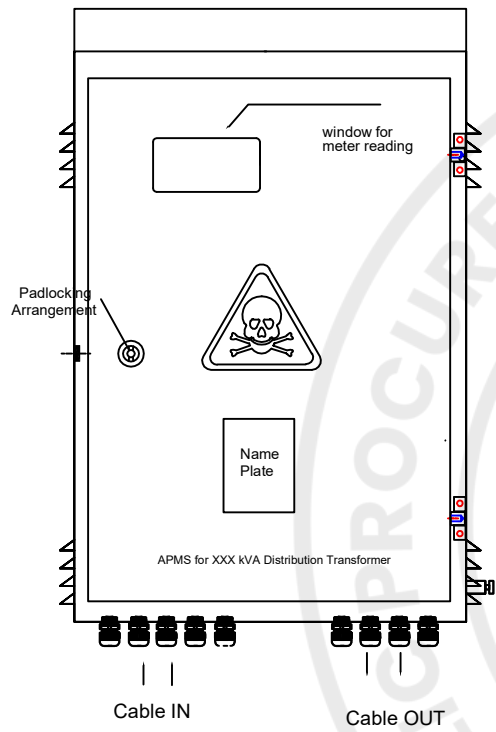 window for
meter reading
Padlocking
Arrangement
Name
Plate
APMS for XXX kVA Distribution Transformer
Cable IN
Cable OUT